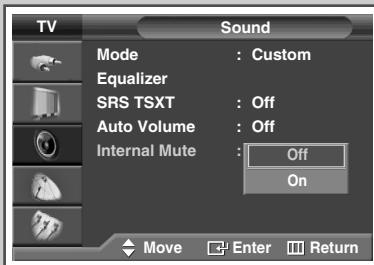 TV Sound
Mode : Custom
Equalizer
SRS TSXT : Off
Auto Volume : Off
Internal Mute : Off
On
Move Enter Return